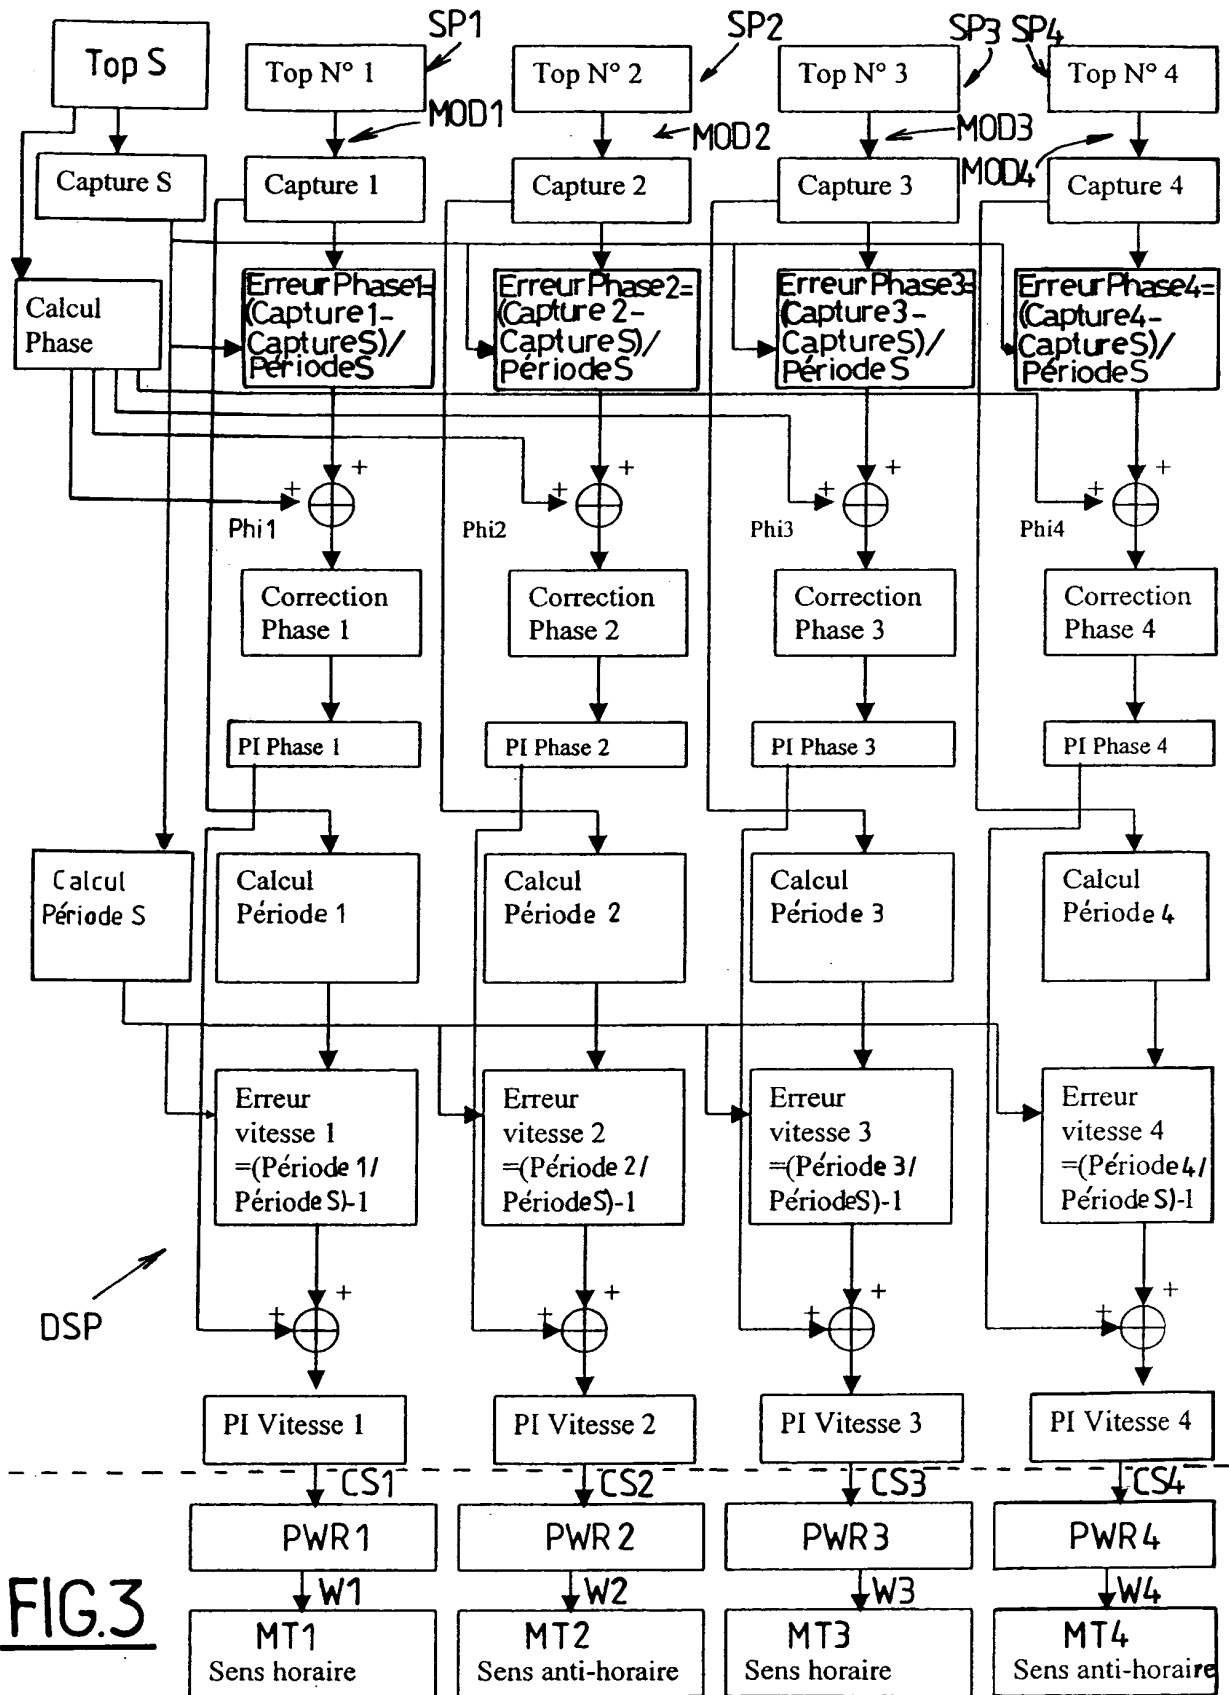 SP1
SP2
SP3 SP4
Top S
Top N° 1
Top N° 2
Top N° 3
Top N° 4
MOD1
MOD2
MOD3
MOD4
Capture S
Capture 1
Capture 2
Capture 3
Capture 4
Calcul
Phase
Erreur Phase1=
(Capture1-
CaptureS)/
PériodeS
Erreur Phase2=
(Capture 2-
CaptureS)/
PériodeS
Erreur Phase3=
(Capture3-
CaptureS)/
PériodeS
Erreur Phase4=
(Capture4-
CaptureS)/
PériodeS
+ + + +
+ + + +
Phi1
Phi2
Phi3
Phi4
Correction
Phase 1
Correction
Phase 2
Correction
Phase 3
Correction
Phase 4
PI Phase 1
PI Phase 2
PI Phase 3
PI Phase 4
Calcul
Période S
Calcul
Période 1
Calcul
Période 2
Calcul
Période 3
Calcul
Période 4
Erreur
vitesse 1
=(Période 1/
Période S)-1
Erreur
vitesse 2
=(Période 2/
PériodeS)-1
Erreur
vitesse 3
=(Période 3/
PériodeS)-1
Erreur
vitesse 4
=(Période 4/
Période S)-1
DSP
+ + + +
+ + + +
PI Vitesse 1
PI Vitesse 2
PI Vitesse 3
PI Vitesse 4
CS1
CS2
CS3
CS4
PWR1
PWR2
PWR3
PWR4
W1
W2
W3
W4
FIG.3
MT1
Sens horaire
MT2
Sens anti-horaire
MT3
Sens horaire
MT4
Sens anti-horaire